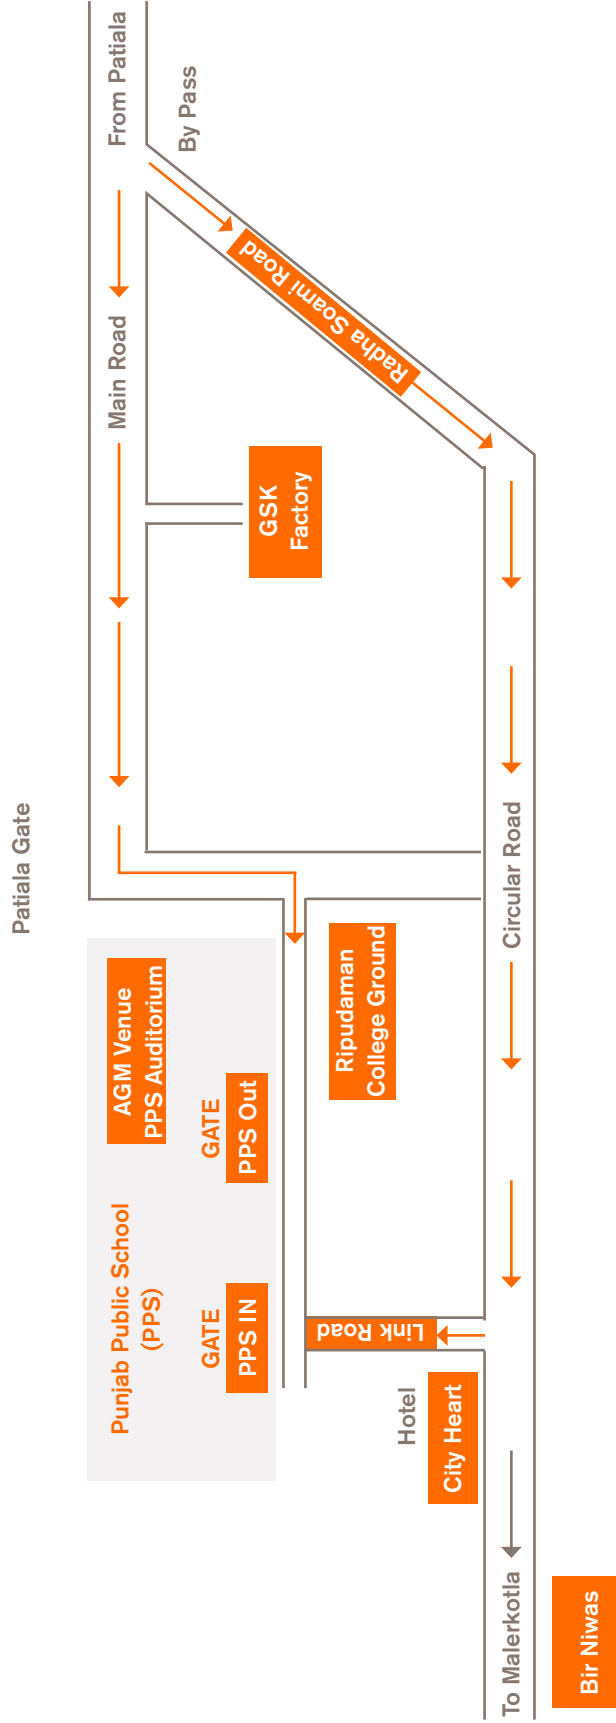 From Patiala
By Pass
Main Road
Radha Soami Road
GSK
Factory
Patiala Gate
Circular Road
AGM Venue
PPS Auditorium
Ripudaman
College Ground
GATE
PPS Out
Punjab Public School
(PPS)
GATE
PPS IN
Link Road
Hotel
City Heart
To Malerkotla
Bir Niwas